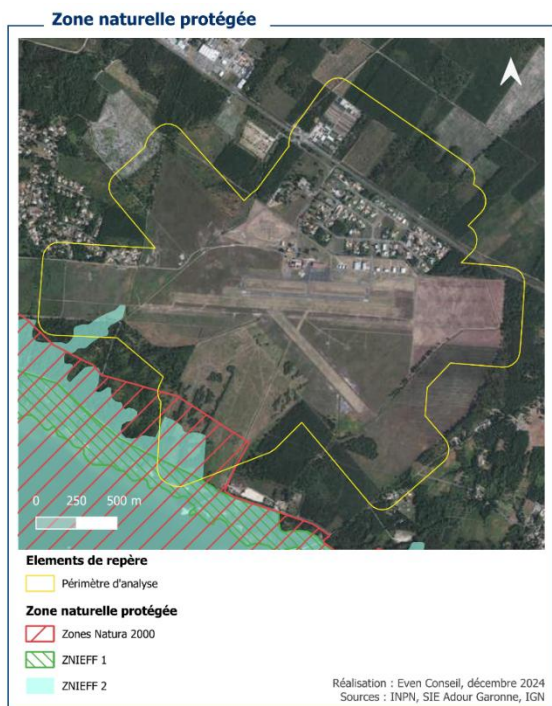 Zone naturelle protégée
0 250 500 m
Elements de repère
Périmètre d'analyse
Zone naturelle protégée
Zones Natura 2000
ZNIEFF 1
ZNIEFF 2
Réalisation : Even Conseil, décembre 2024
Sources : INPN, SIE Adour Garonne, IGN